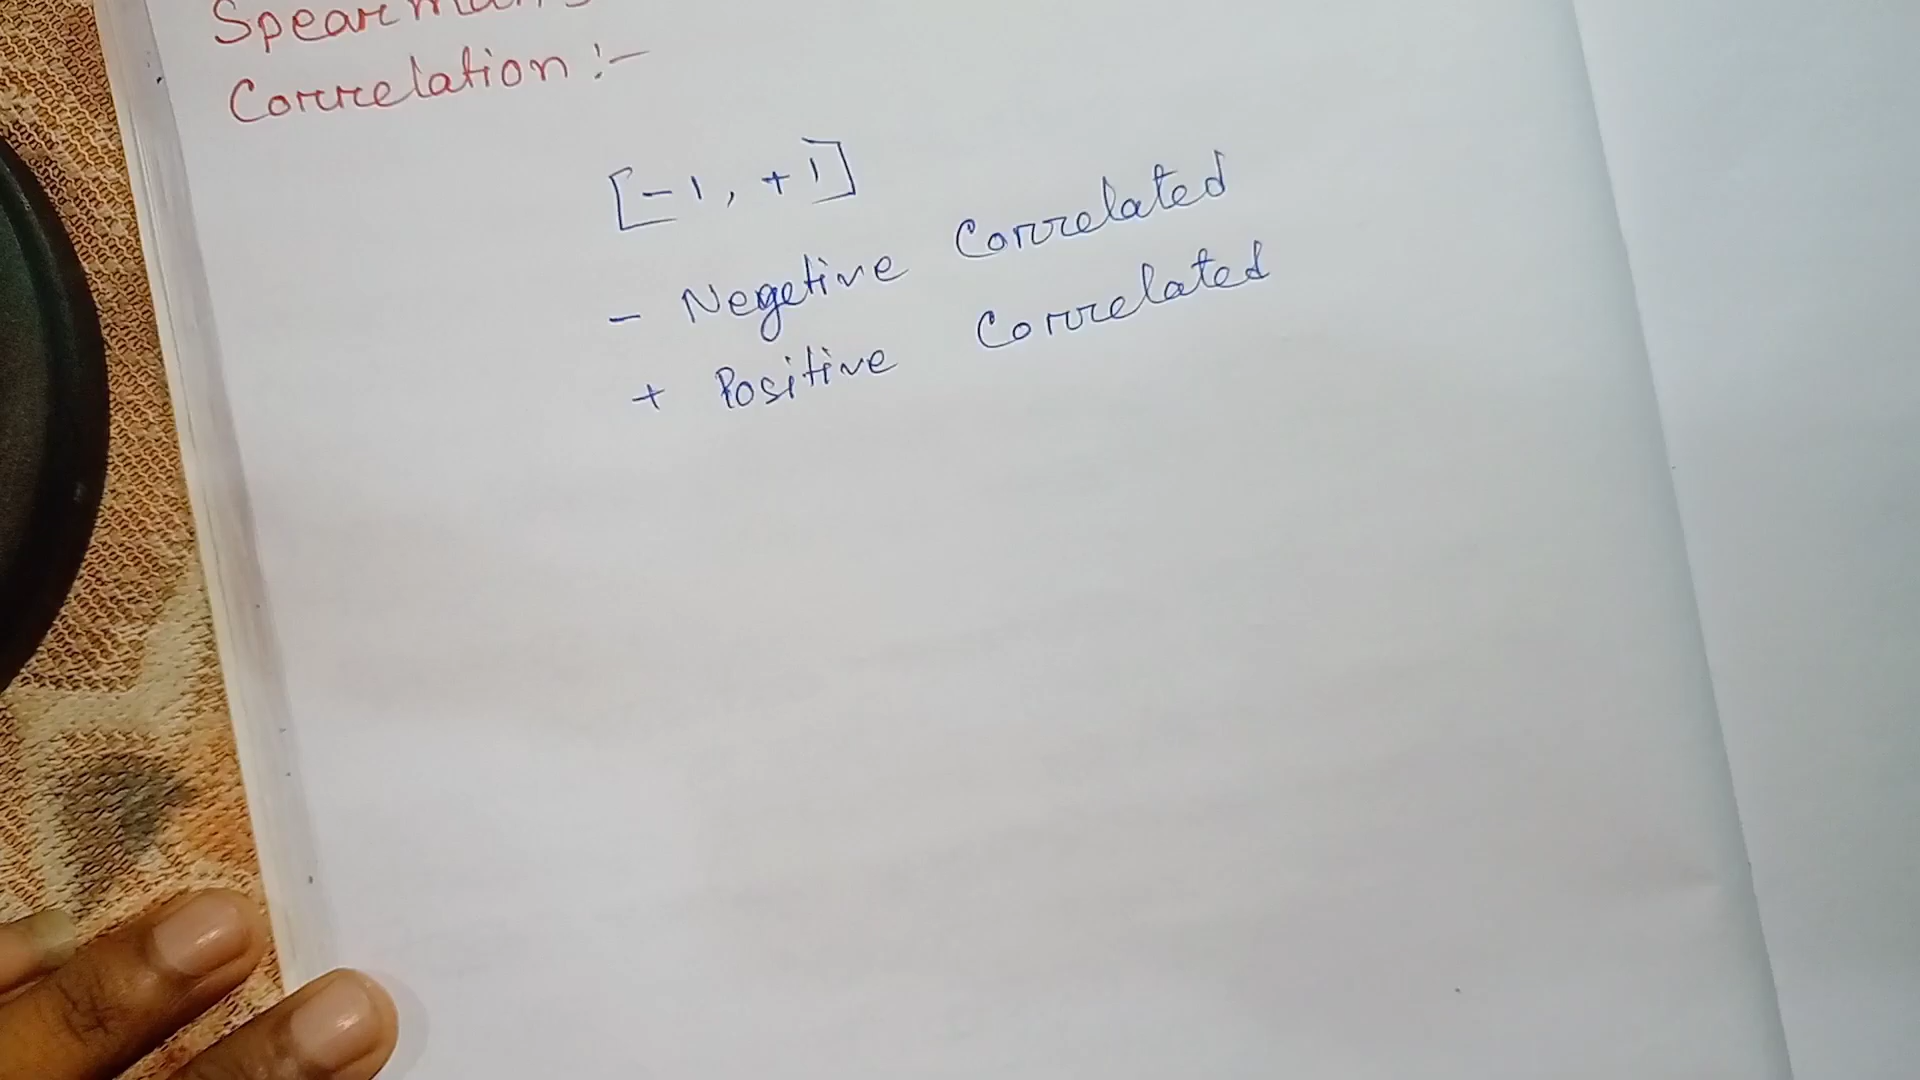 Correlation :-
[-1, +1]
- Negetive Correlated
+ Positive Correlated